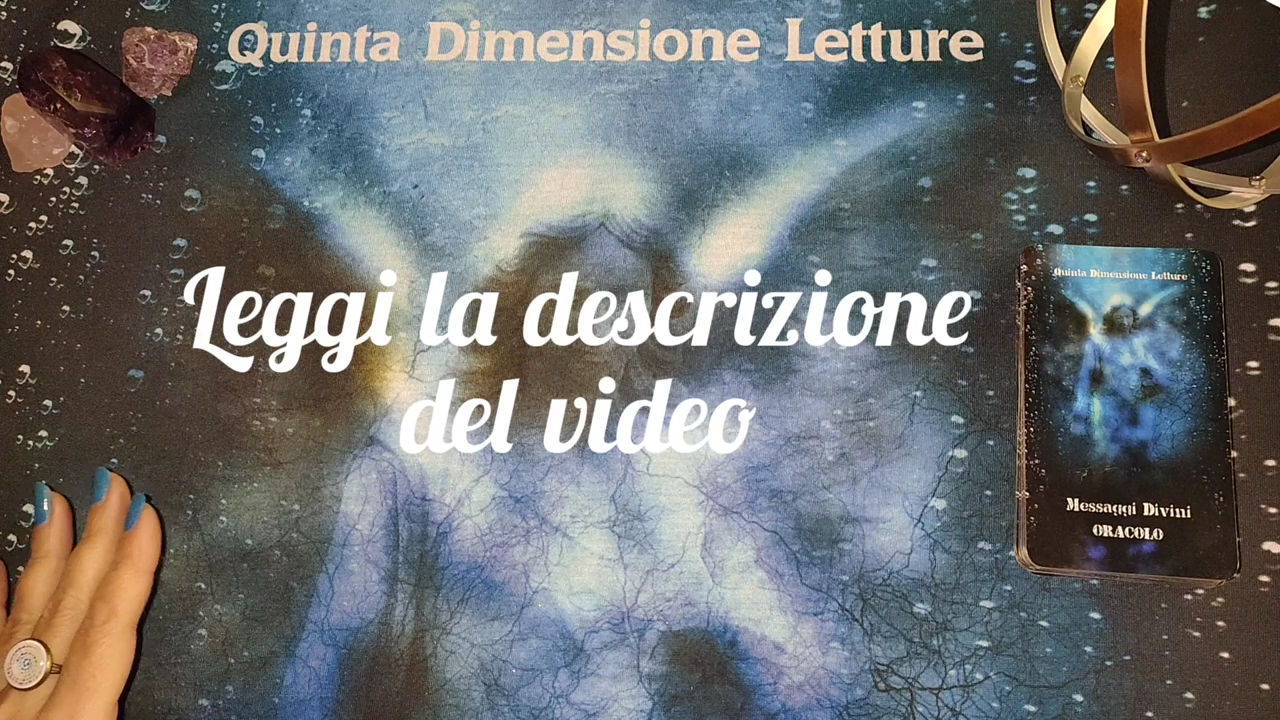 Quinta Dimensione Letture
Leggi la descrizione
del video
Quinta Dimensione Letture
Messaggi Divini
ORACOLO